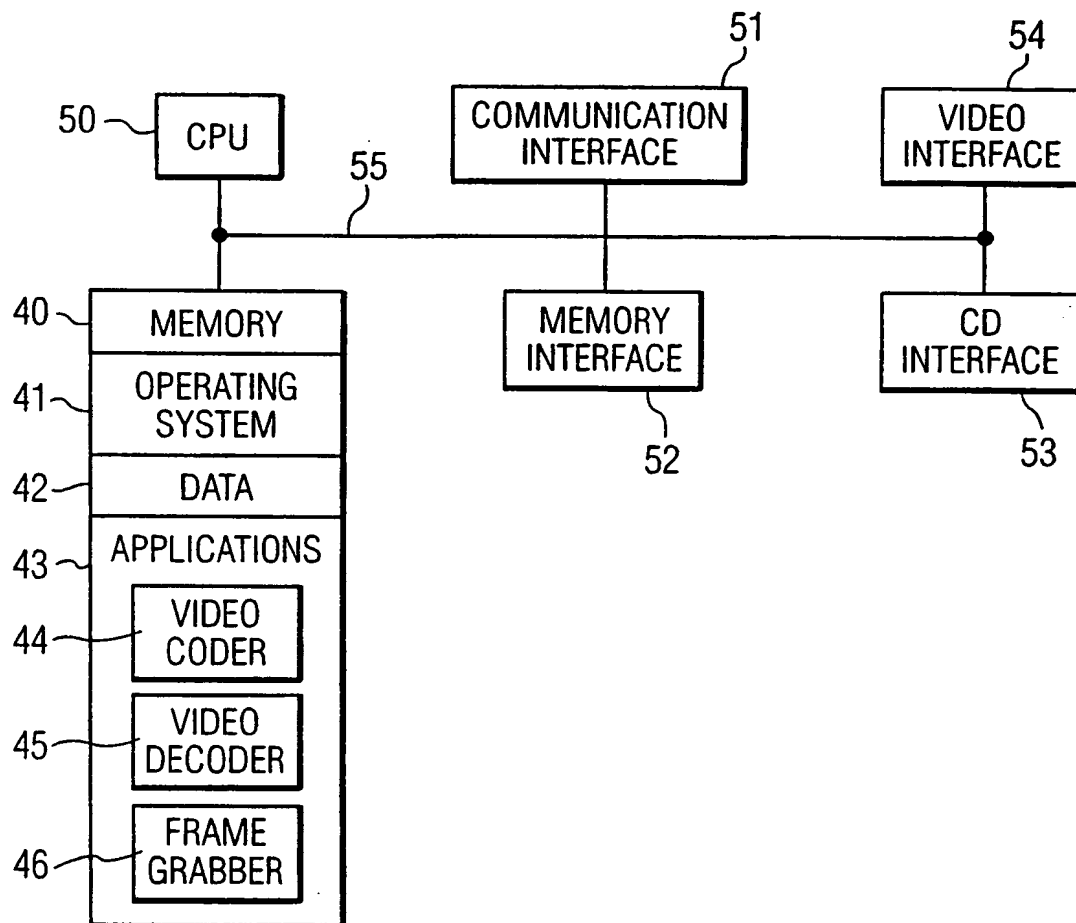 51
54
50
CPU
COMMUNICATION
INTERFACE
VIDEO
INTERFACE
55
40
MEMORY
MEMORY
INTERFACE
CD
INTERFACE
41
OPERATING
SYSTEM
52
53
42
DATA
43
APPLICATIONS
44
VIDEO
CODER
45
VIDEO
DECODER
46
FRAME
GRABBER